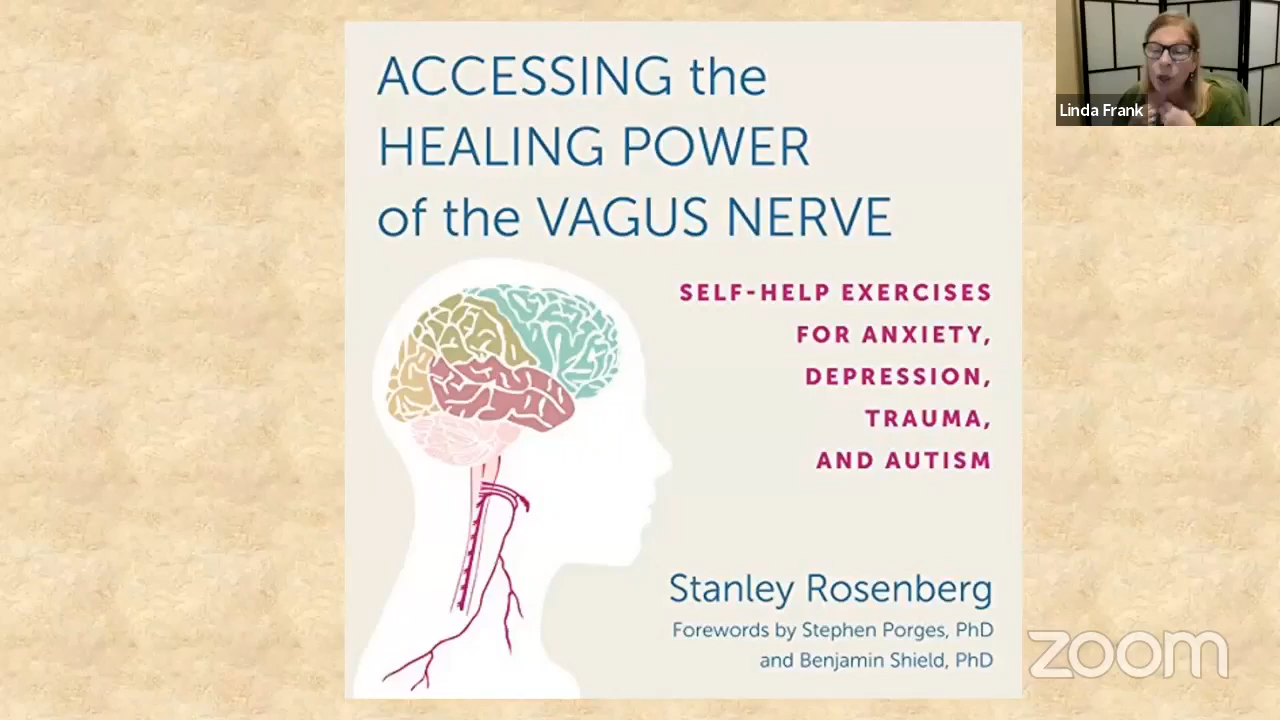 ACCESSING the
HEALING POWER
of the VAGUS NERVE
SELF-HELP EXERCISES
FOR ANXIETY,
DEPRESSION,
TRAUMA,
AND AUTISM
Stanley Rosenberg
Forewords by Stephen Porges, PhD
and Benjamin Shield, PhD
Linda Frank
zoom